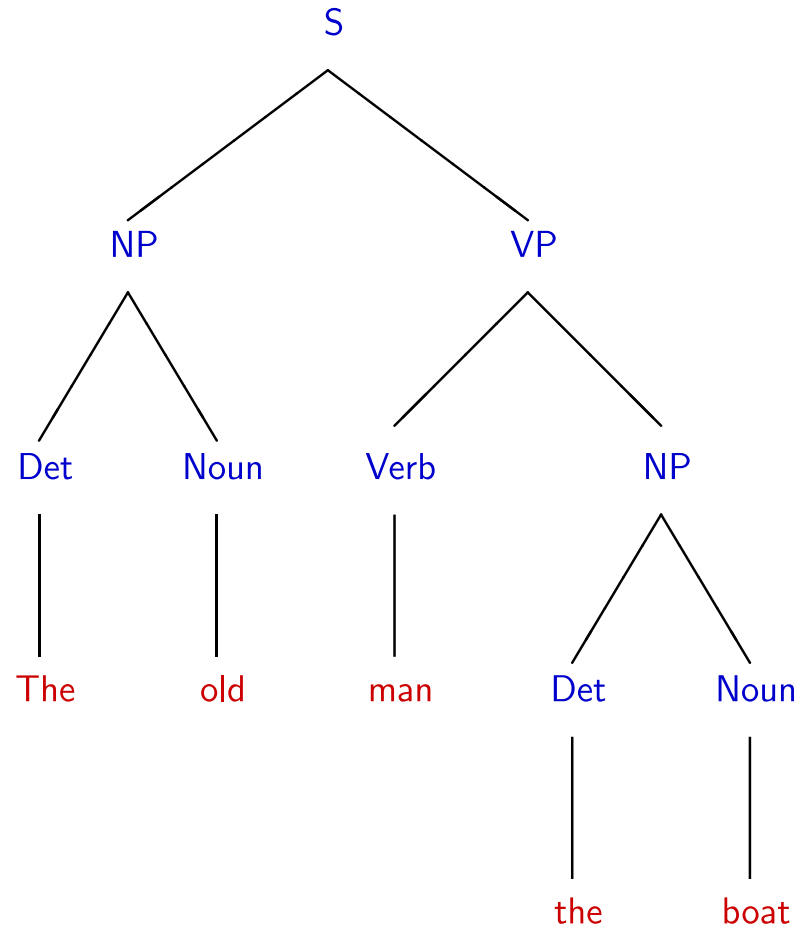 S
NP VP
Det Noun Verb NP
The old man Det Noun
the boat